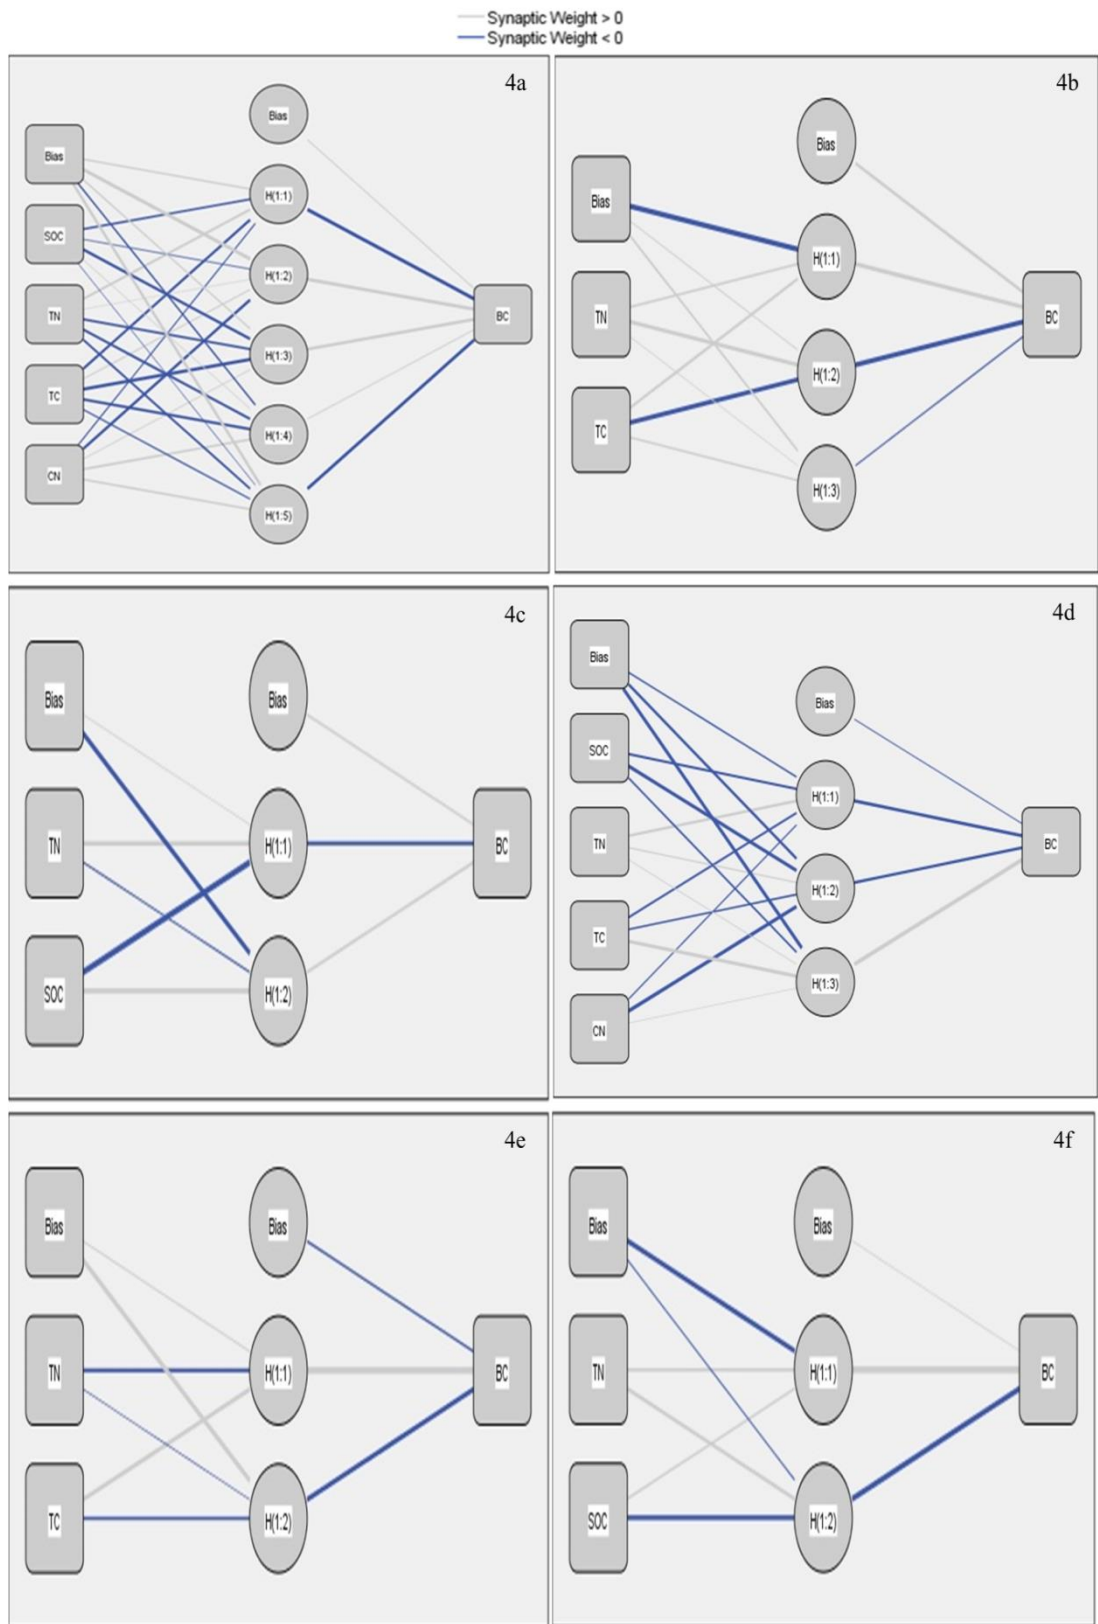 Synaptic Weight > 0
Synaptic Weight < 0
4a
Bias
Bias
SOC
TN
TC
CN
H(1:1)
H(1:2)
H(1:3)
H(1:4)
H(1:5)
BC
4b
Bias
Bias
TN
TC
H(1:1)
H(1:2)
H(1:3)
BC
4c
Bias
Bias
TN
SOC
H(1:1)
H(1:2)
BC
4d
Bias
Bias
SOC
TN
TC
CN
H(1:1)
H(1:2)
H(1:3)
BC
4e
Bias
Bias
TN
TC
H(1:1)
H(1:2)
BC
4f
Bias
Bias
TN
SOC
H(1:1)
H(1:2)
BC